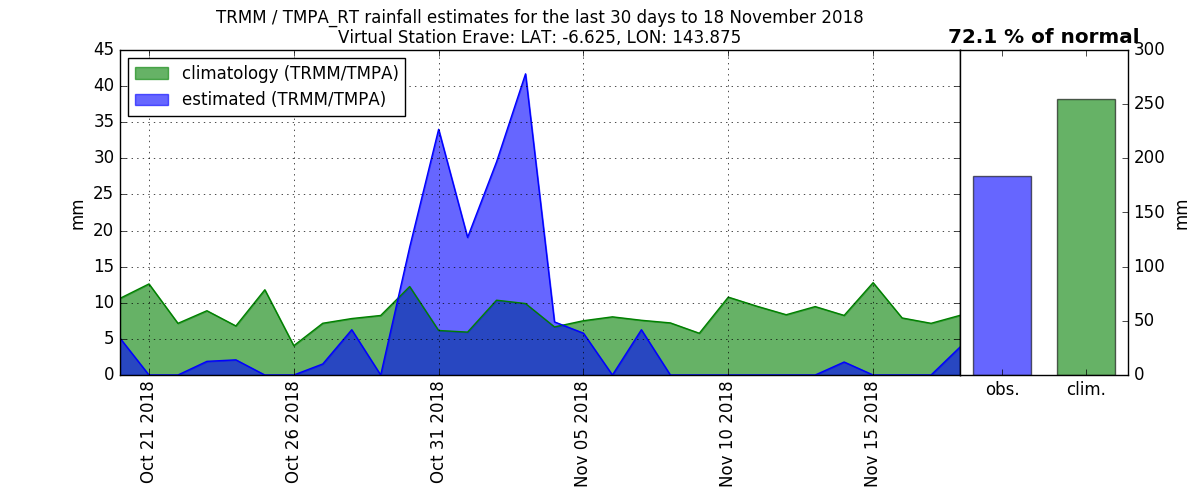 TRMM / TMPA_RT rainfall estimates for the last 30 days to 18 November 2018
Virtual Station Erave: LAT: -6.625, LON: 143.875
72.1 % of normal
climatology (TRMM/TMPA)
estimated (TRMM/TMPA)
45
40
35
30
25
20
15
10
5
0
mm
Oct 21 2018
Oct 26 2018
Oct 31 2018
Nov 05 2018
Nov 10 2018
Nov 15 2018
obs.
clim.
300
250
200
150
100
50
0
mm